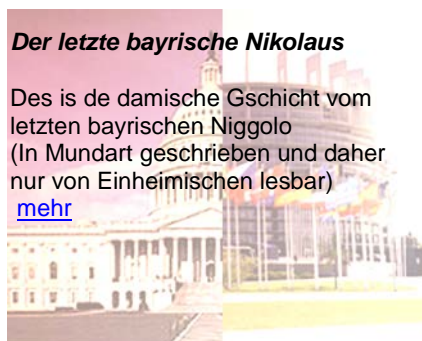 Der letzte bayrische Nikolaus
Des is de damische Gschicht vom
letzten bayrischen Niggolo
(In Mundart geschrieben und daher
nur von Einheimischen lesbar)
mehr